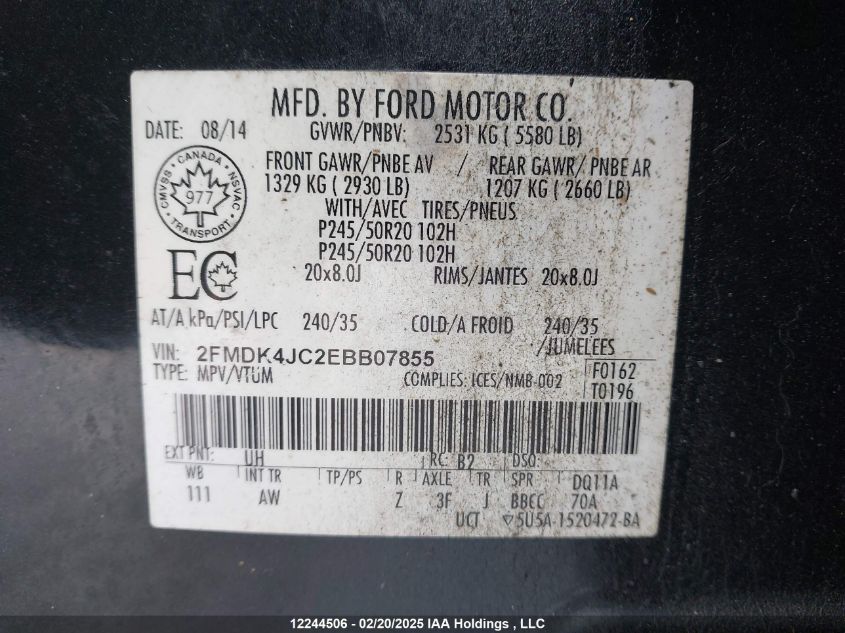 MFD. BY FORD MOTOR CO.
DATE: 08/14 GVWR/PNBV: 2531 KG ( 5580 LB)
FRONT GAWR/PNBE AV / REAR GAWR/ PNBE AR
1329 KG ( 2930 LB) 1207 KG ( 2660 LB)
WITH/AVEC TIRES/PNEUS
P245/50R20 102H
P245/50R20 102H
20x8.0J RIMS/JANTES 20x8.0J
CMVSS · CANADA · NSVAC
977
TRANSPORT
EC
AT/A kPa/PSI/LPC 240/35 COLD/A FROID 240/35
/JUMELEES
VIN: 2FMDK4JC2EBB07855
TYPE: MPV/VTUM COMPLIES: ICES/NMB-002
F0162
T0196
EXT PNT: UH RC: B2 DSO:
WB INT TR TP/PS R AXLE TR SPR DQ11A
111 AW Z 3F J BBCC 70A
UCT ▽5U5A-1520472-BA
12244506 - 02/20/2025 IAA Holdings , LLC